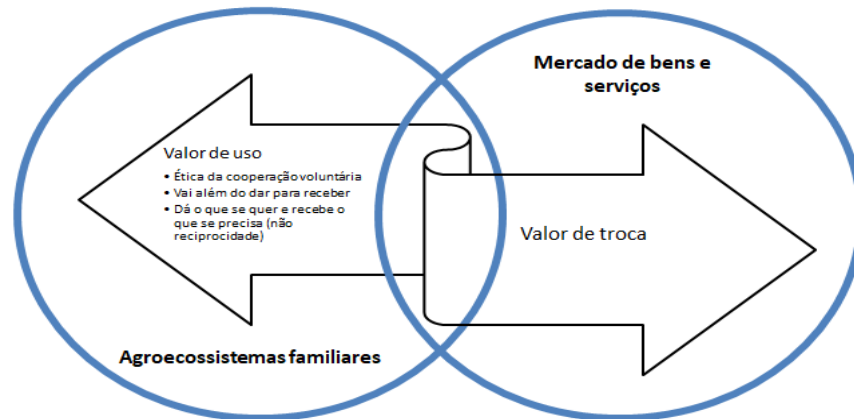 Mercado de bens e
serviços
Valor de uso
• Ética da cooperação voluntária
• Vai além do dar para receber
• Dá o que se quer e recebe o
que se precisa (não
reciprocidade)
Valor de troca
Agroecossistemas familiares